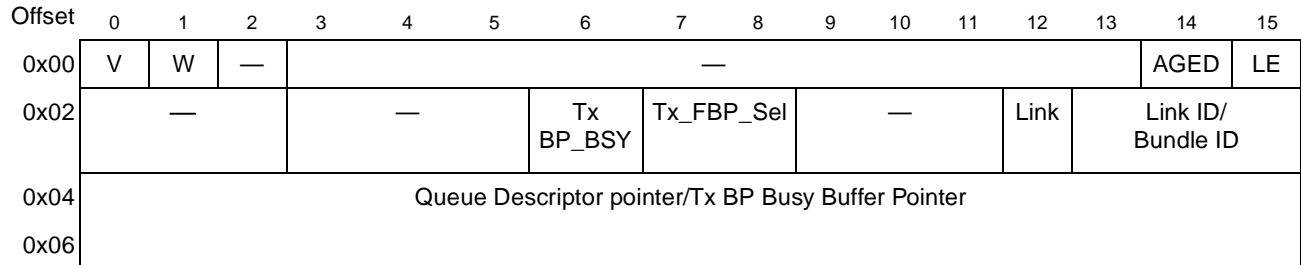 Offset 0 1 2 3 4 5 6 7 8 9 10 11 12 13 14 15
0x00 V W — — AGED LE
0x02 — — Tx Tx_FBP_Sel — Link Link ID/
BP_BSY Bundle ID
0x04 Queue Descriptor pointer/Tx BP Busy Buffer Pointer
0x06